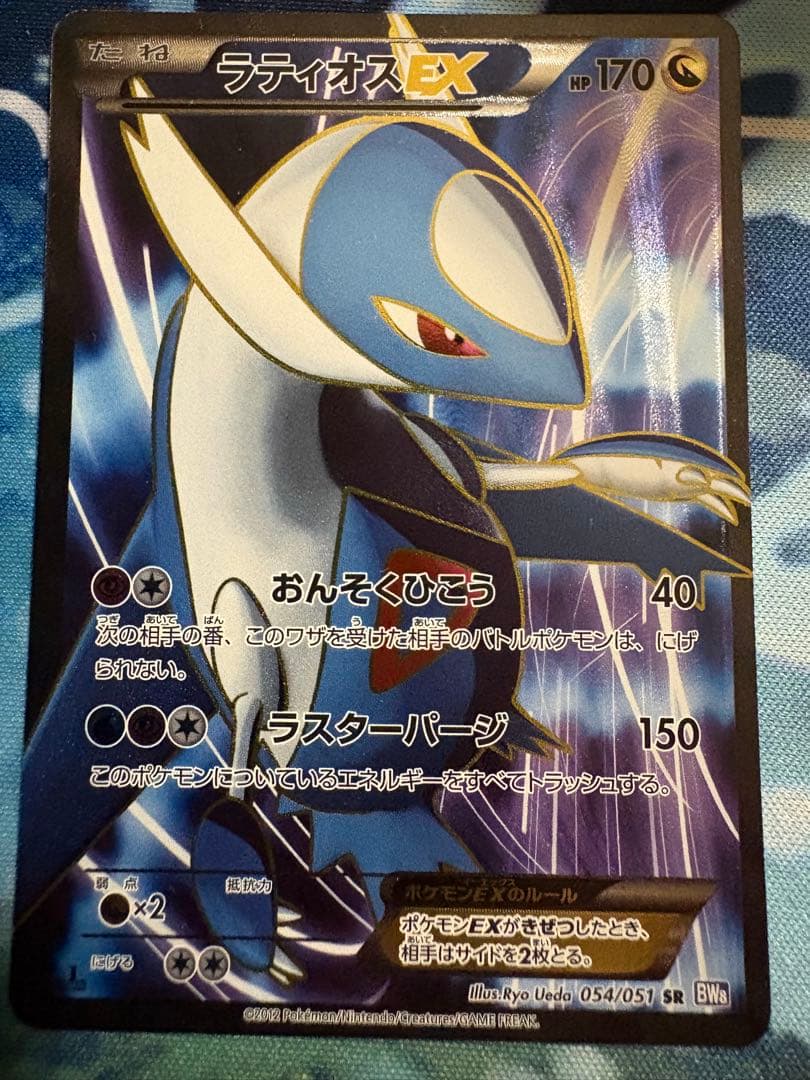 たね ラティオスEX HP170
おんそくひこう 40
次の相手の番、このワザを受けた相手のバトルポケモンは、にげ
られない。
ラスターパージ 150
このポケモンについているエネルギーをすべてトラッシュする。
弱点 抵抗力
×2
にげる
ポケモンEXのルール
ポケモンEXがきぜつしたとき、
相手はサイドを2枚とる。
Illus.Ryo Ueda 054/051 SR BW8
©2012 Pokémon/Nintendo/Creatures/GAME FREAK.